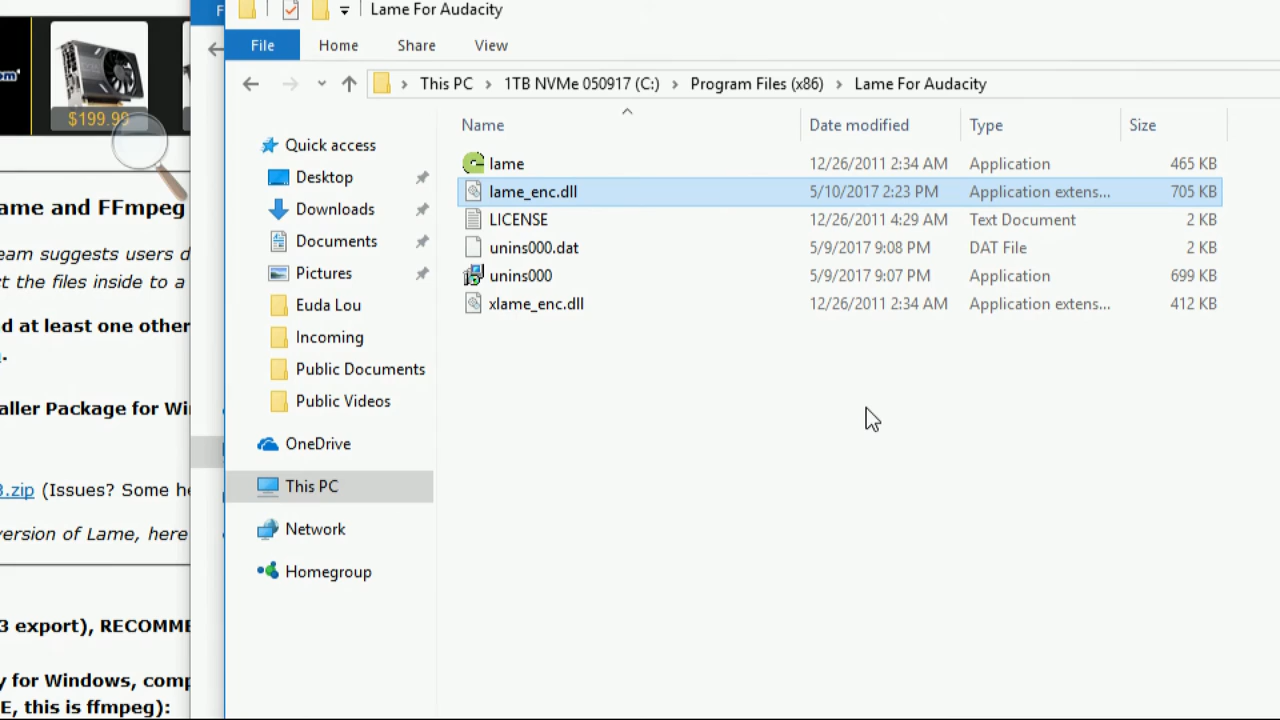 Lame For Audacity
File Home Share View
This PC 1TB NVMe 050917 (C:) Program Files (x86) Lame For Audacity
Name Date modified Type Size
Quick access
Desktop
Downloads
Documents
Pictures
Euda Lou
Incoming
Public Documents
Public Videos
OneDrive
This PC
Network
Homegroup
lame 12/26/2011 2:34 AM Application 465 KB
lame_enc.dll 5/10/2017 2:23 PM Application extens... 705 KB
LICENSE 12/26/2011 4:29 AM Text Document 2 KB
unins000.dat 5/9/2017 9:08 PM DAT File 2 KB
unins000 5/9/2017 9:07 PM Application 699 KB
xlame_enc.dll 12/26/2011 2:34 AM Application extens... 412 KB
F
$199.99
ame and FFmpeg
eam suggests users d
t the files inside to a
d at least one other
aller Package for Wi
3.zip (Issues? Some he
version of Lame, here
3 export), RECOMME
y for Windows, comp
E, this is ffmpeg):